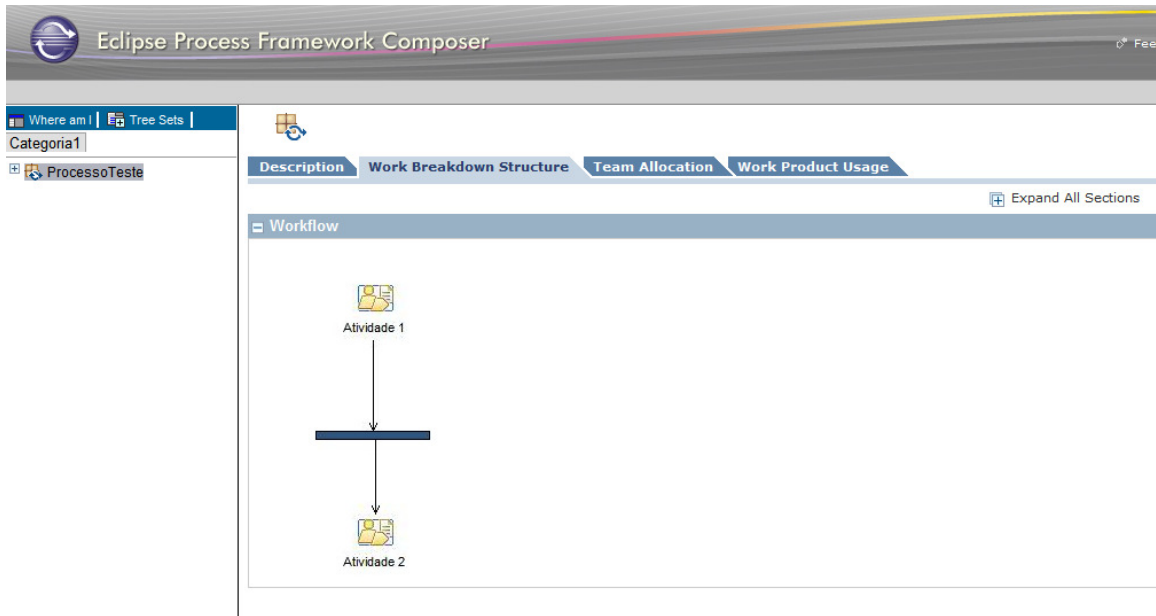 Eclipse Process Framework Composer
Where am I Tree Sets
Categoria1
ProcessoTeste
Description Work Breakdown Structure Team Allocation Work Product Usage
Expand All Sections
Workflow
Atividade 1
Atividade 2